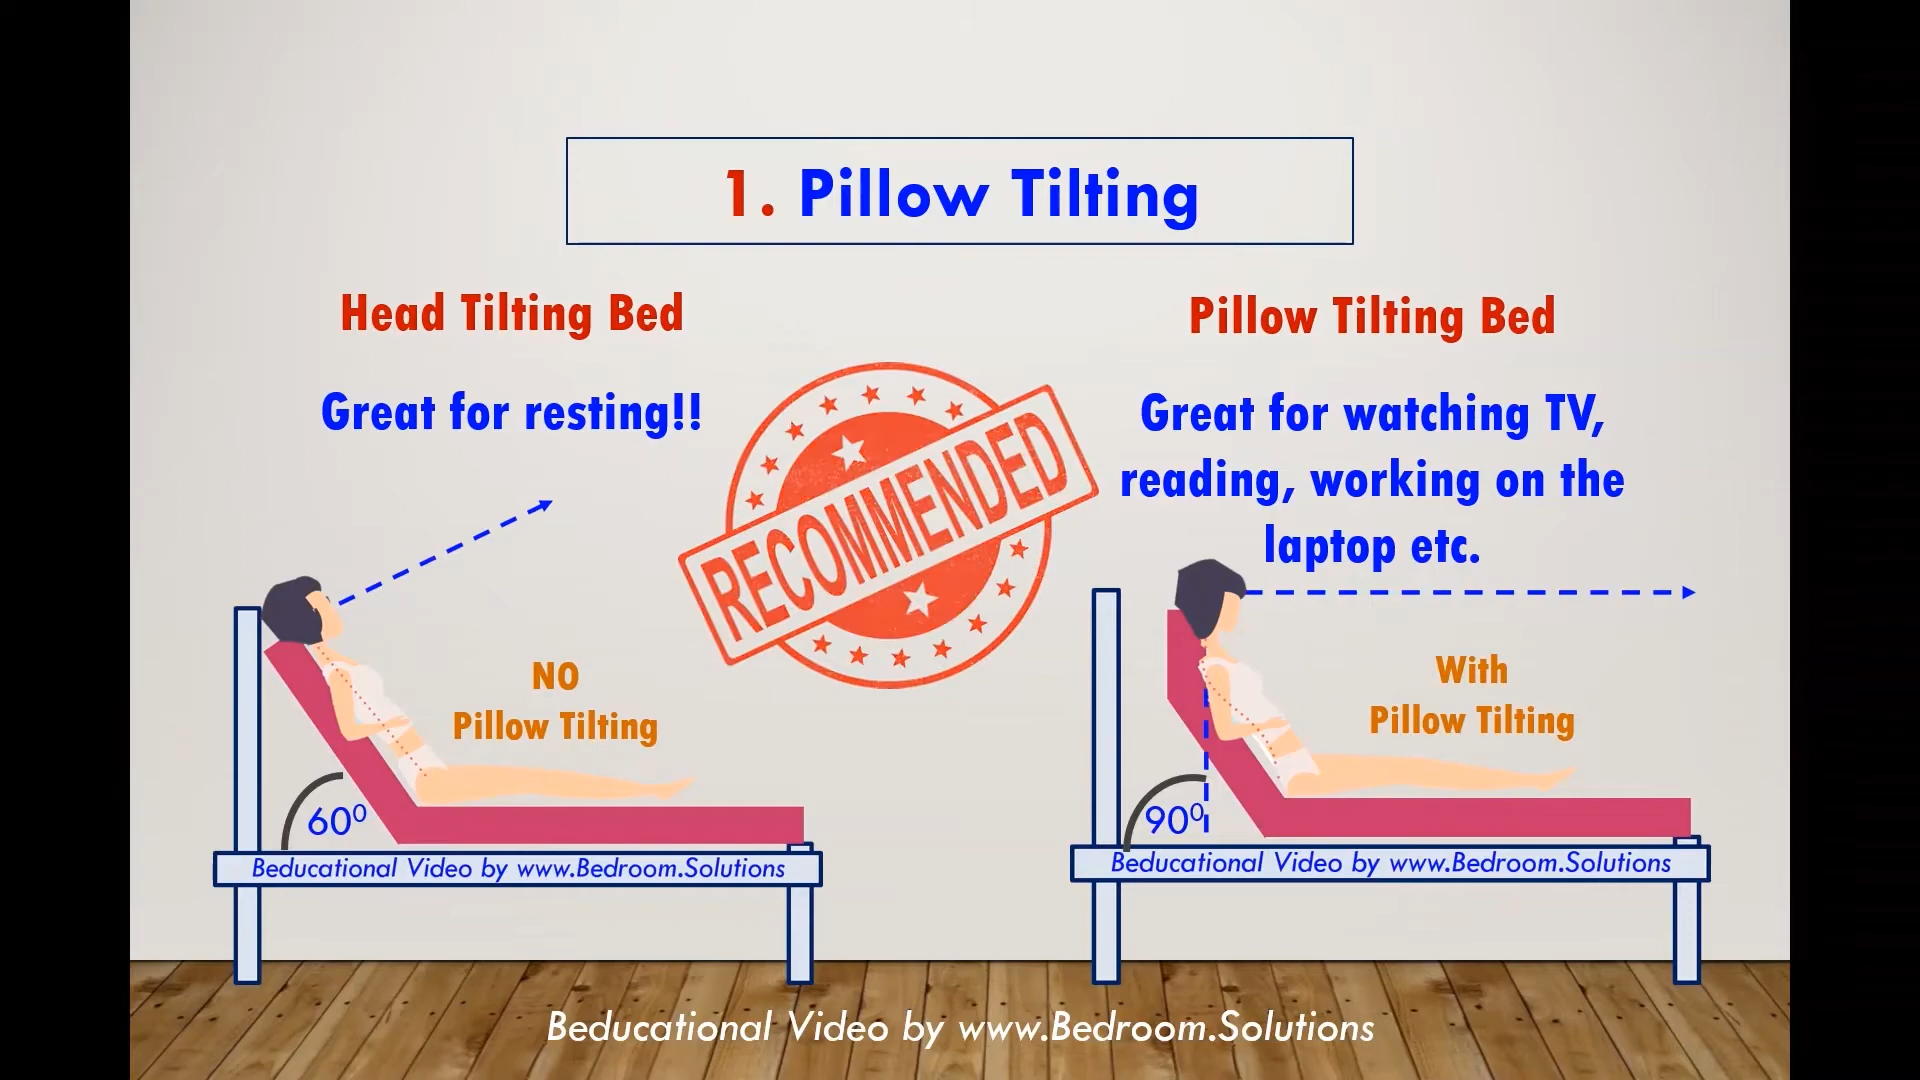 1. Pillow Tilting
Head Tilting Bed
Great for resting!!
NO
Pillow Tilting
60⁰
Beducational Video by www.Bedroom.Solutions
RECOMMENDED
Pillow Tilting Bed
Great for watching TV,
reading, working on the
laptop etc.
With
Pillow Tilting
90⁰
Beducational Video by www.Bedroom.Solutions
Beducational Video by www.Bedroom.Solutions